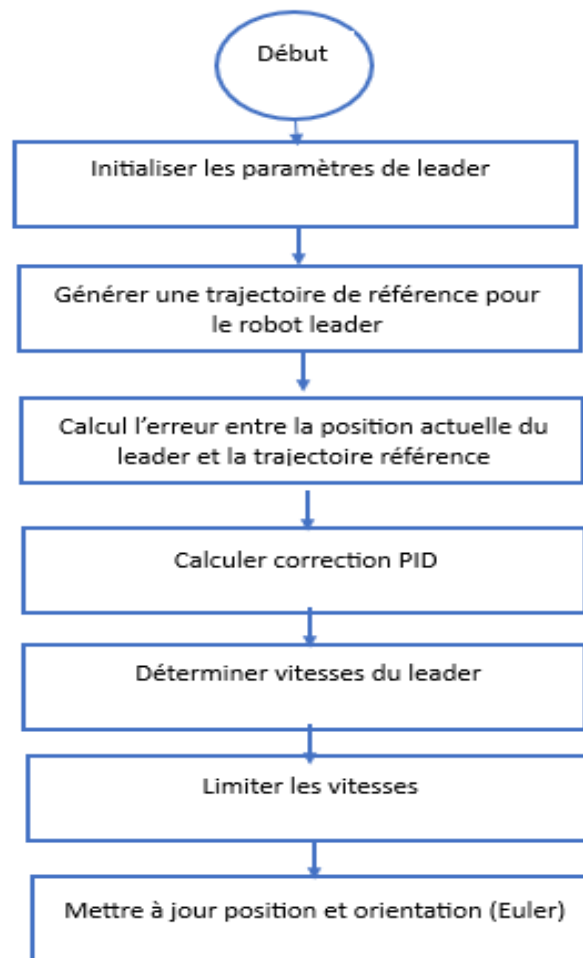 Début
Initialiser les paramètres de leader
Générer une trajectoire de référence pour
le robot leader
Calcul l’erreur entre la position actuelle du
leader et la trajectoire référence
Calculer correction PID
Déterminer vitesses du leader
Limiter les vitesses
Mettre à jour position et orientation (Euler)